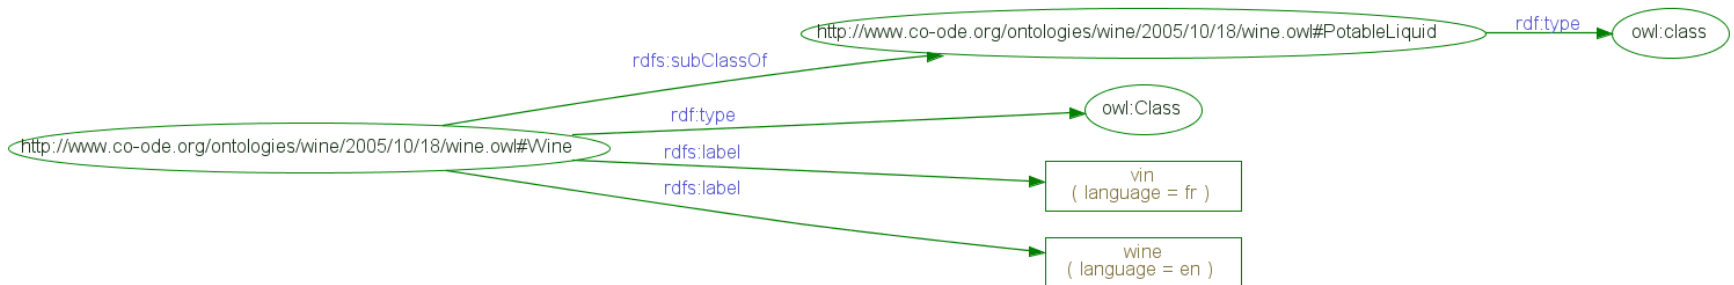 http://www.co-ode.org/ontologies/wine/2005/10/18/wine.owl#PotableLiquid
rdf:type
owl:class
rdfs:subClassOf
rdf:type
owl:Class
http://www.co-ode.org/ontologies/wine/2005/10/18/wine.owl#Wine
rdfs:label
vin
( language = fr )
rdfs:label
wine
( language = en )